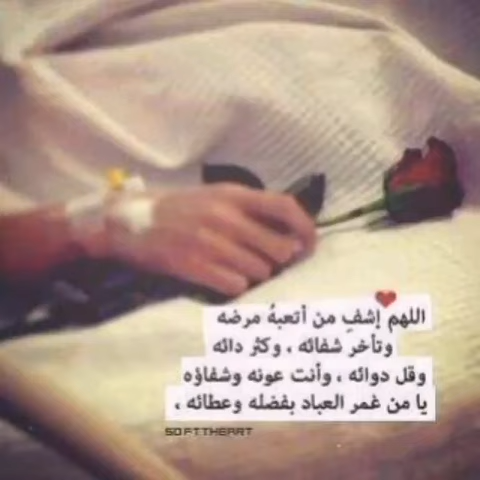 اللهم إشفِ من أتعبهُ مرضه
وتأخر شفائه ، وكثر دائه
وقل دوائه ، وأنت عونه وشفاؤه
يا من غمر العباد بفضله وعطائه ،
SOFTTHEART